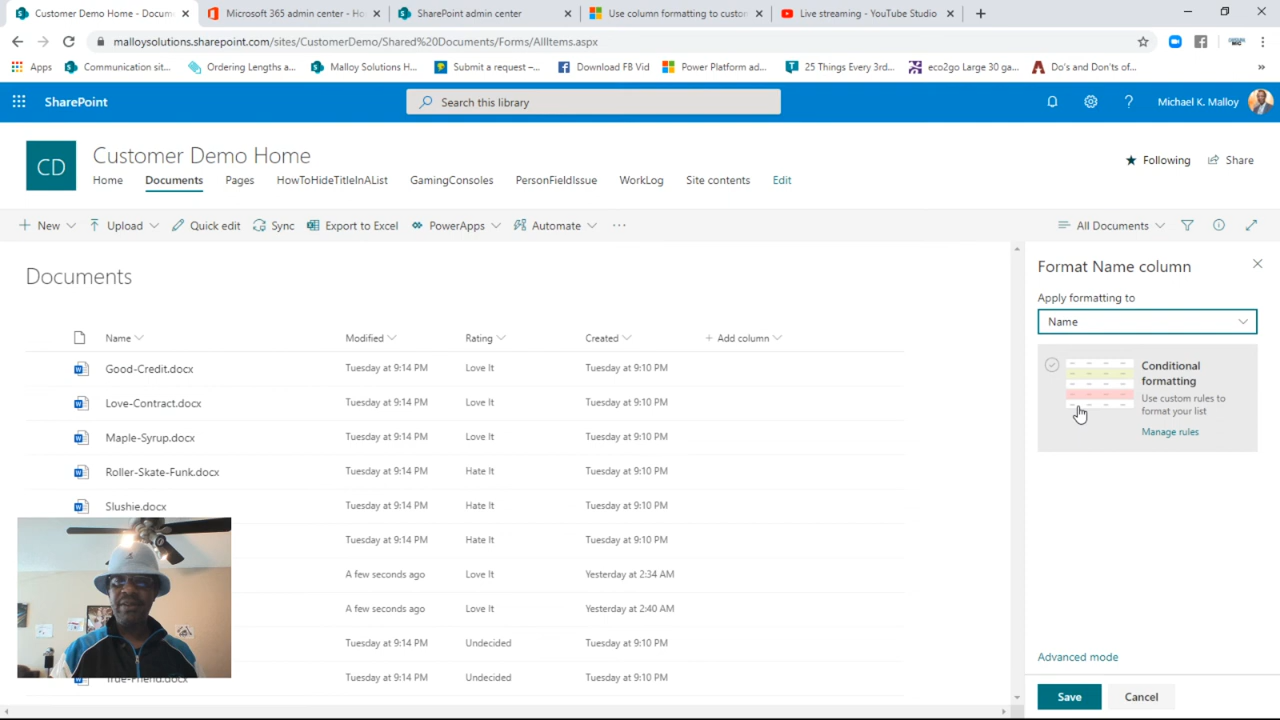 Customer Demo Home - Docume
Microsoft 365 admin center - Ho
SharePoint admin center
Use column formatting to custom
Live streaming - YouTube Studio
malloysolutions.sharepoint.com/sites/CustomerDemo/Shared%20Documents/Forms/AllItems.aspx
Apps
Communication sit...
Ordering Lengths a...
Malloy Solutions H...
Submit a request –...
Download FB Vid
Power Platform ad...
25 Things Every 3rd...
eco2go Large 30 ga...
Do's and Don'ts of...
SharePoint
Search this library
Michael K. Malloy
CD
Customer Demo Home
Following
Share
Home
Documents
Pages
HowToHideTitleInAList
GamingConsoles
PersonFieldIssue
WorkLog
Site contents
Edit
New
Upload
Quick edit
Sync
Export to Excel
PowerApps
Automate
All Documents
Documents
Name
Modified
Rating
Created
+ Add column
Good-Credit.docx Tuesday at 9:14 PM Love It Tuesday at 9:10 PM
Love-Contract.docx Tuesday at 9:14 PM Love It Tuesday at 9:10 PM
Maple-Syrup.docx Tuesday at 9:14 PM Love It Tuesday at 9:10 PM
Roller-Skate-Funk.docx Tuesday at 9:14 PM Hate It Tuesday at 9:10 PM
Slushie.docx Tuesday at 9:14 PM Hate It Tuesday at 9:10 PM
Tuesday at 9:14 PM Hate It Tuesday at 9:10 PM
A few seconds ago Love It Yesterday at 2:34 AM
A few seconds ago Love It Yesterday at 2:40 AM
Tuesday at 9:14 PM Undecided Tuesday at 9:10 PM
True-Friend.docx Tuesday at 9:14 PM Undecided Tuesday at 9:10 PM
Format Name column
Apply formatting to
Name
Conditional
formatting
Use custom rules to
format your list
Manage rules
Advanced mode
Save
Cancel